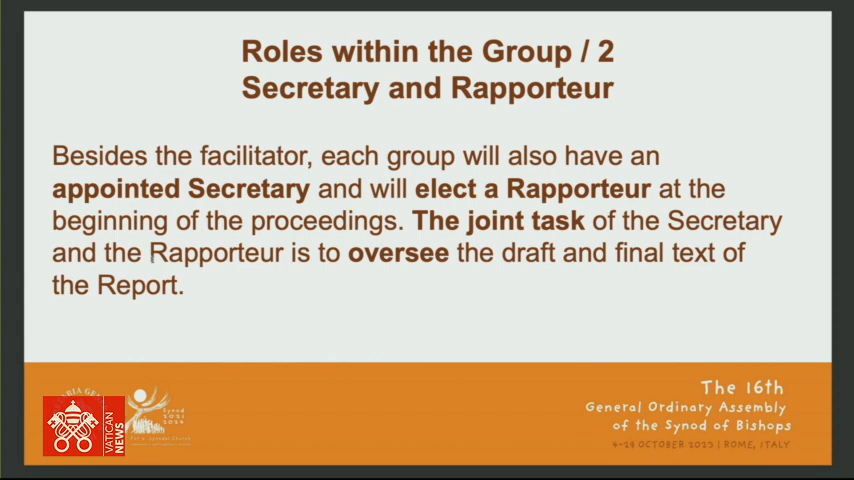 Roles within the Group / 2
Secretary and Rapporteur
Besides the facilitator, each group will also have an
appointed Secretary and will elect a Rapporteur at the
beginning of the proceedings. The joint task of the Secretary
and the Rapporteur is to oversee the draft and final text of
the Report.
VATICAN
NEWS
Synod
2021
2024
The 16th
General Ordinary Assembly
of the Synod of Bishops
4-29 OCTOBER 2023 | ROME, ITALY